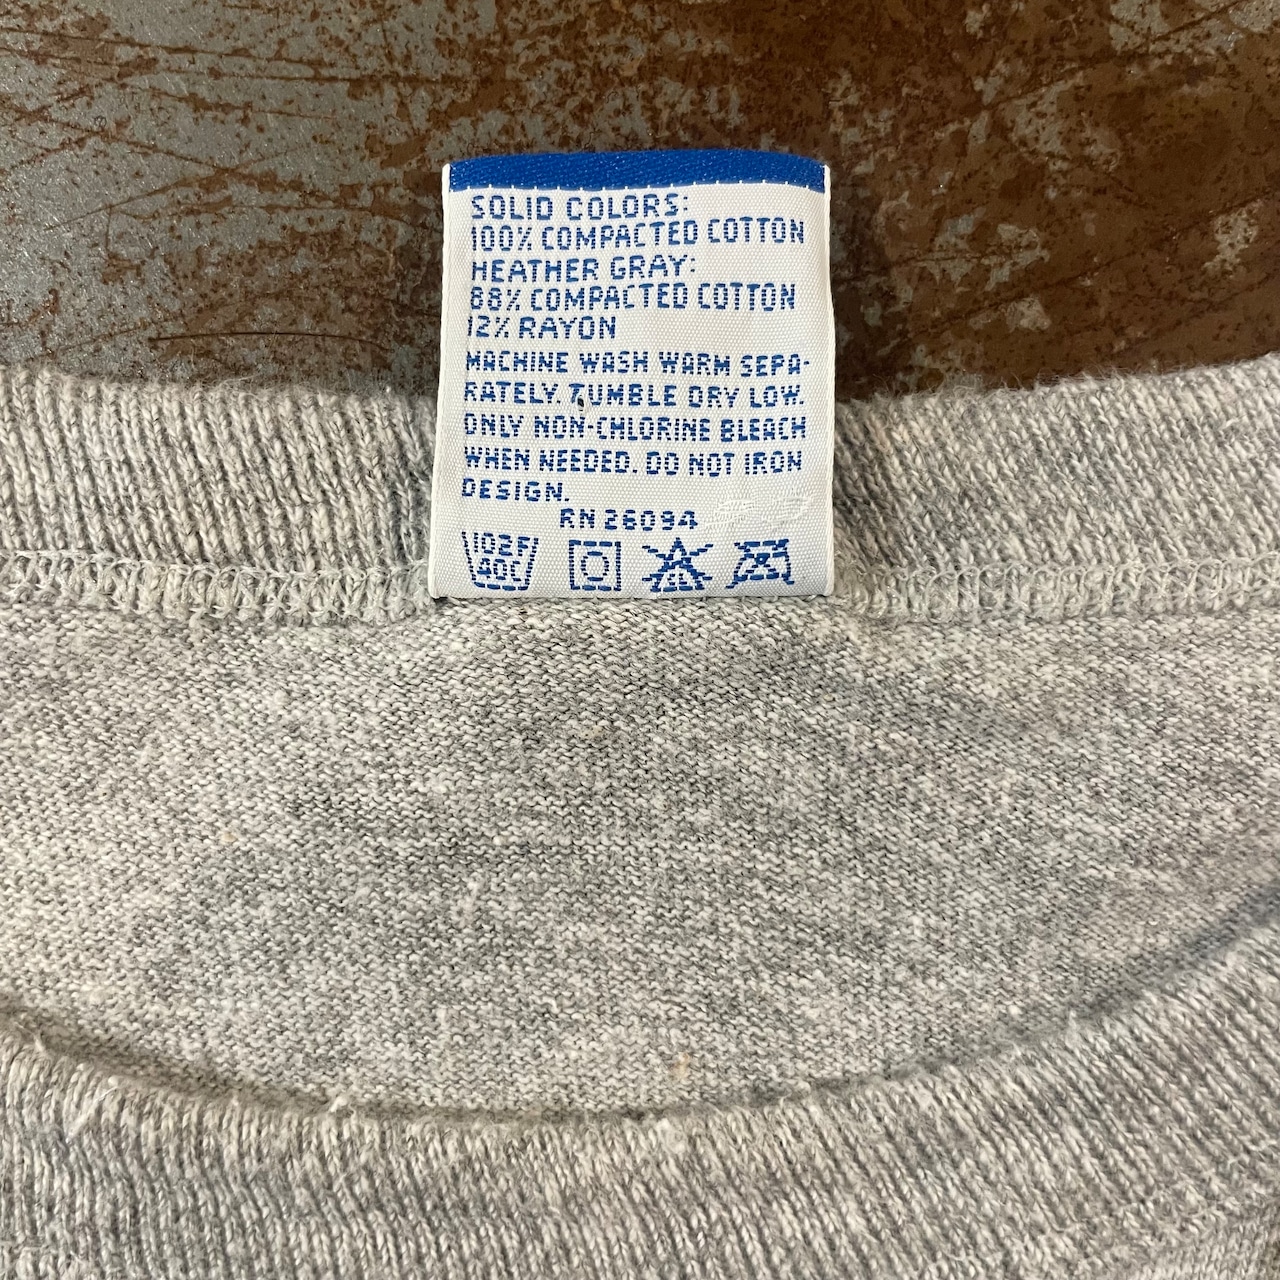 SOLID COLORS:
100% COMPACTED COTTON
HEATHER GRAY:
88% COMPACTED COTTON
12% RAYON
MACHINE WASH WARM SEPA-
RATELY. TUMBLE DRY LOW.
ONLY NON-CHLORINE BLEACH
WHEN NEEDED. DO NOT IRON
DESIGN.
RN 26094
102F
40C
CL